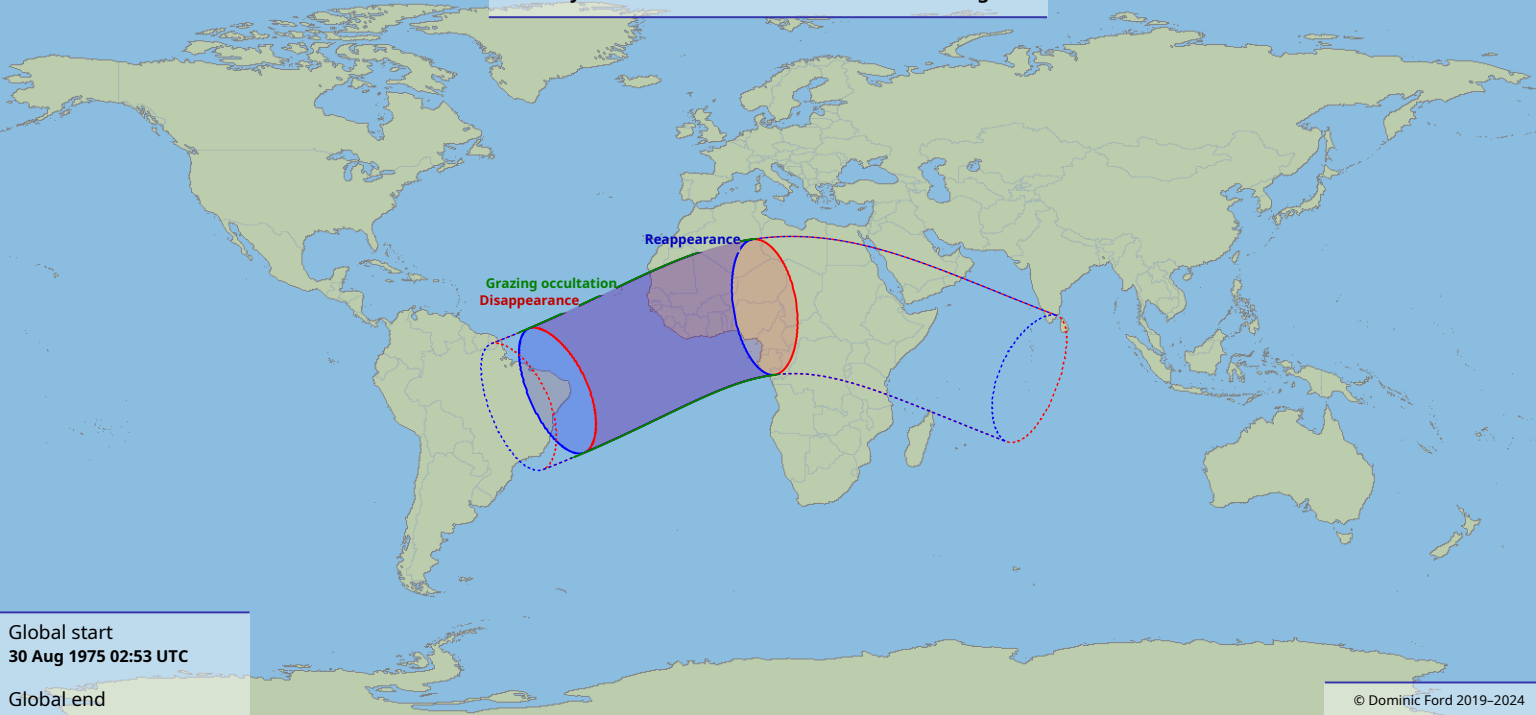 Reappearance
Grazing occultation
Disappearance
Global start
30 Aug 1975 02:53 UTC
Global end
© Dominic Ford 2019–2024